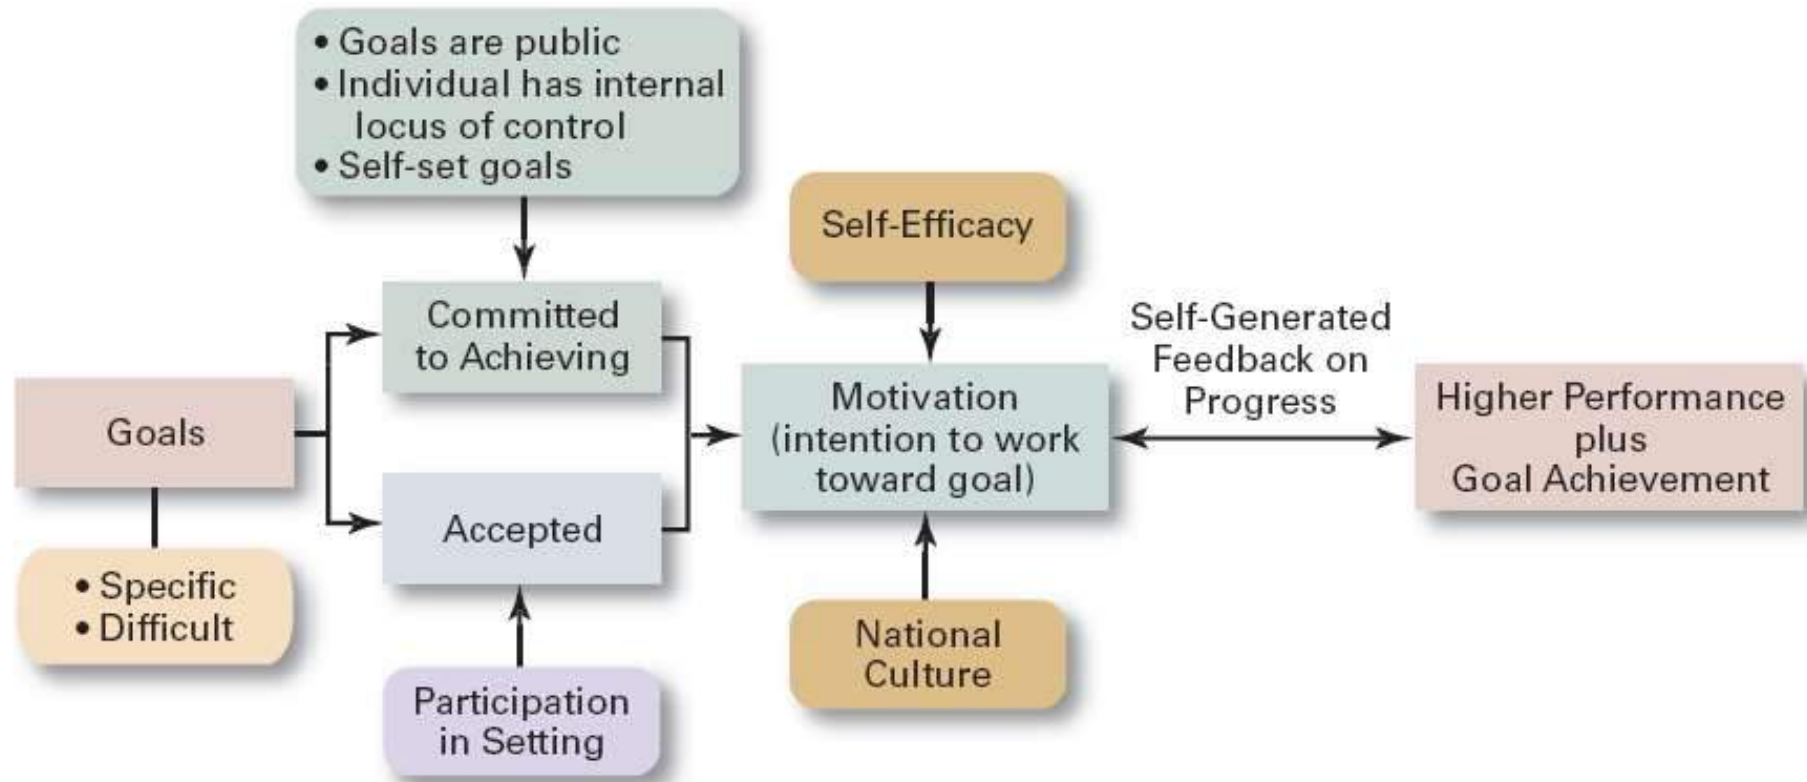 • Goals are public
• Individual has internal
locus of control
• Self-set goals
Self-Efficacy
Committed
to Achieving
Self-Generated
Feedback on
Progress
Goals
Motivation
(intention to work
toward goal)
Higher Performance
plus
Goal Achievement
Accepted
• Specific
• Difficult
National
Culture
Participation
in Setting